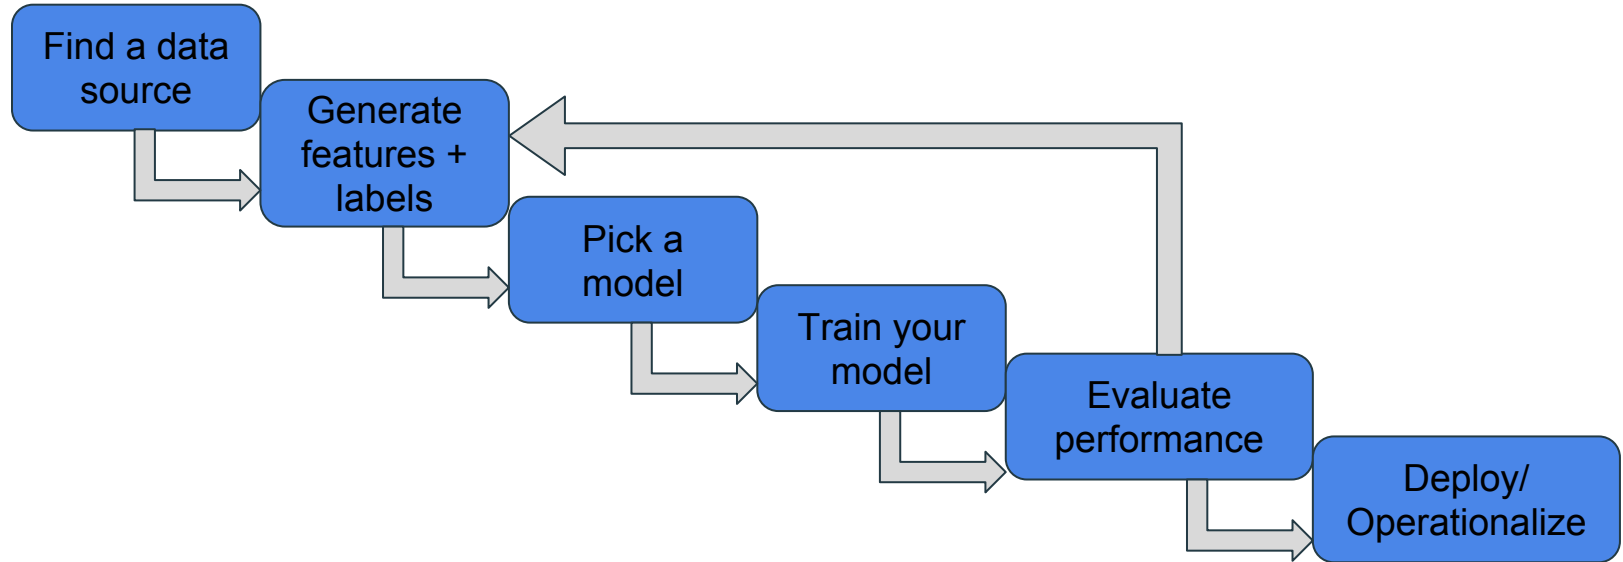 Find a data
source
Generate
features +
labels
Pick a
model
Train your
model
Evaluate
performance
Deploy/
Operationalize